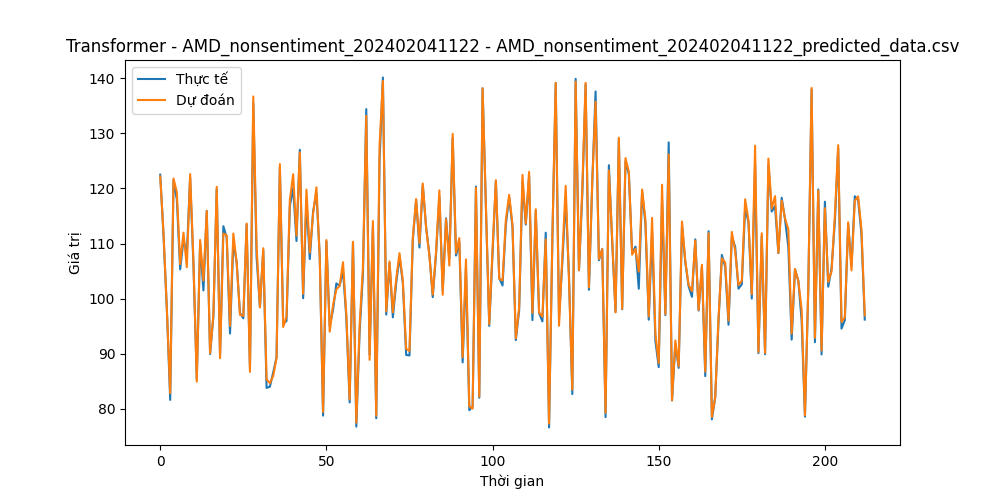 Transformer - AMD_nonsentiment_202402041122 - AMD_nonsentiment_202402041122_predicted_data.csv
Thực tế
Dự đoán
Giá trị
140
130
120
110
100
90
80
0
50
100
150
200
Thời gian